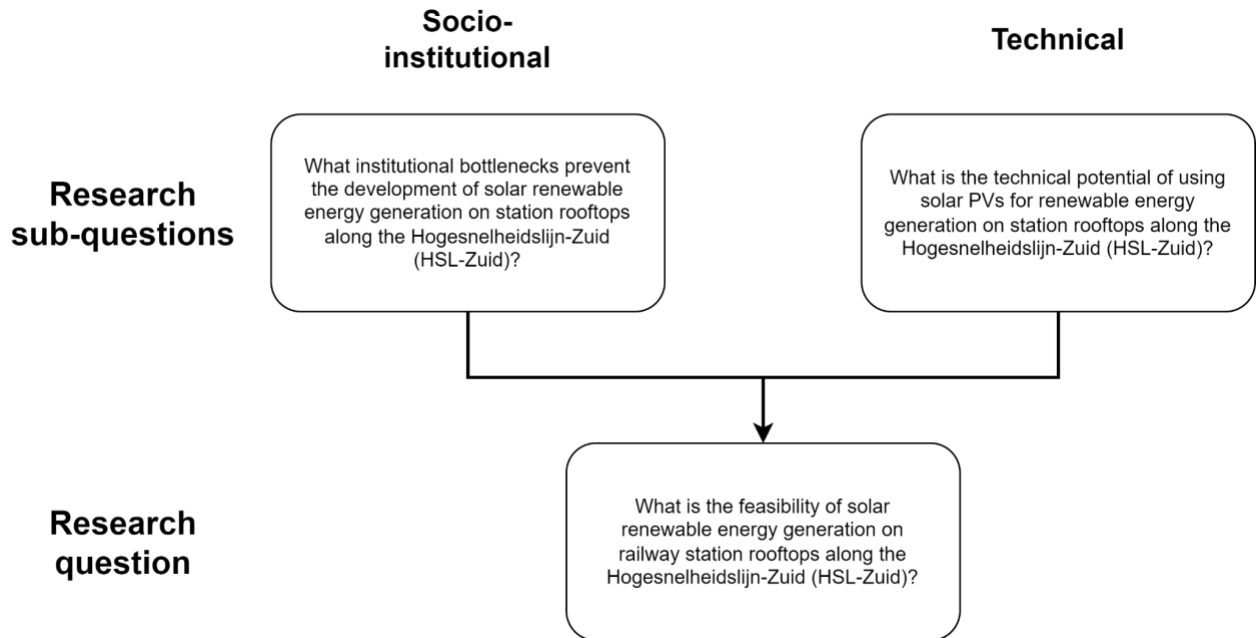 Socio-
institutional
Technical
Research
sub-questions
What institutional bottlenecks prevent
the development of solar renewable
energy generation on station rooftops
along the Hogesnelheidslijn-Zuid
(HSL-Zuid)?
What is the technical potential of using
solar PVs for renewable energy
generation on station rooftops along the
Hogesnelheidslijn-Zuid (HSL-Zuid)?
Research
question
What is the feasibility of solar
renewable energy generation on
railway station rooftops along the
Hogesnelheidslijn-Zuid (HSL-Zuid)?